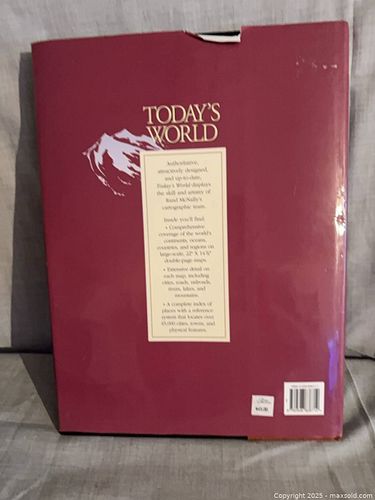 TODAY'S
WORLD
Authoritative,
attractively designed,
and up-to-date,
Today's World displays
the skill and artistry of
Rand McNally's
cartographic team.
Inside you'll find:
• Comprehensive
coverage of the world's
continents, oceans,
countries, and regions on
large-scale, 22" X 14⅜"
double-page maps.
• Extensive detail on
each map, including
cities, roads, railroads,
rivers, lakes, and
mountains.
• A complete index of
places with a reference
system that locates over
45,000 cities, towns, and
physical features.
Copyright © 2025 - maxsold.com